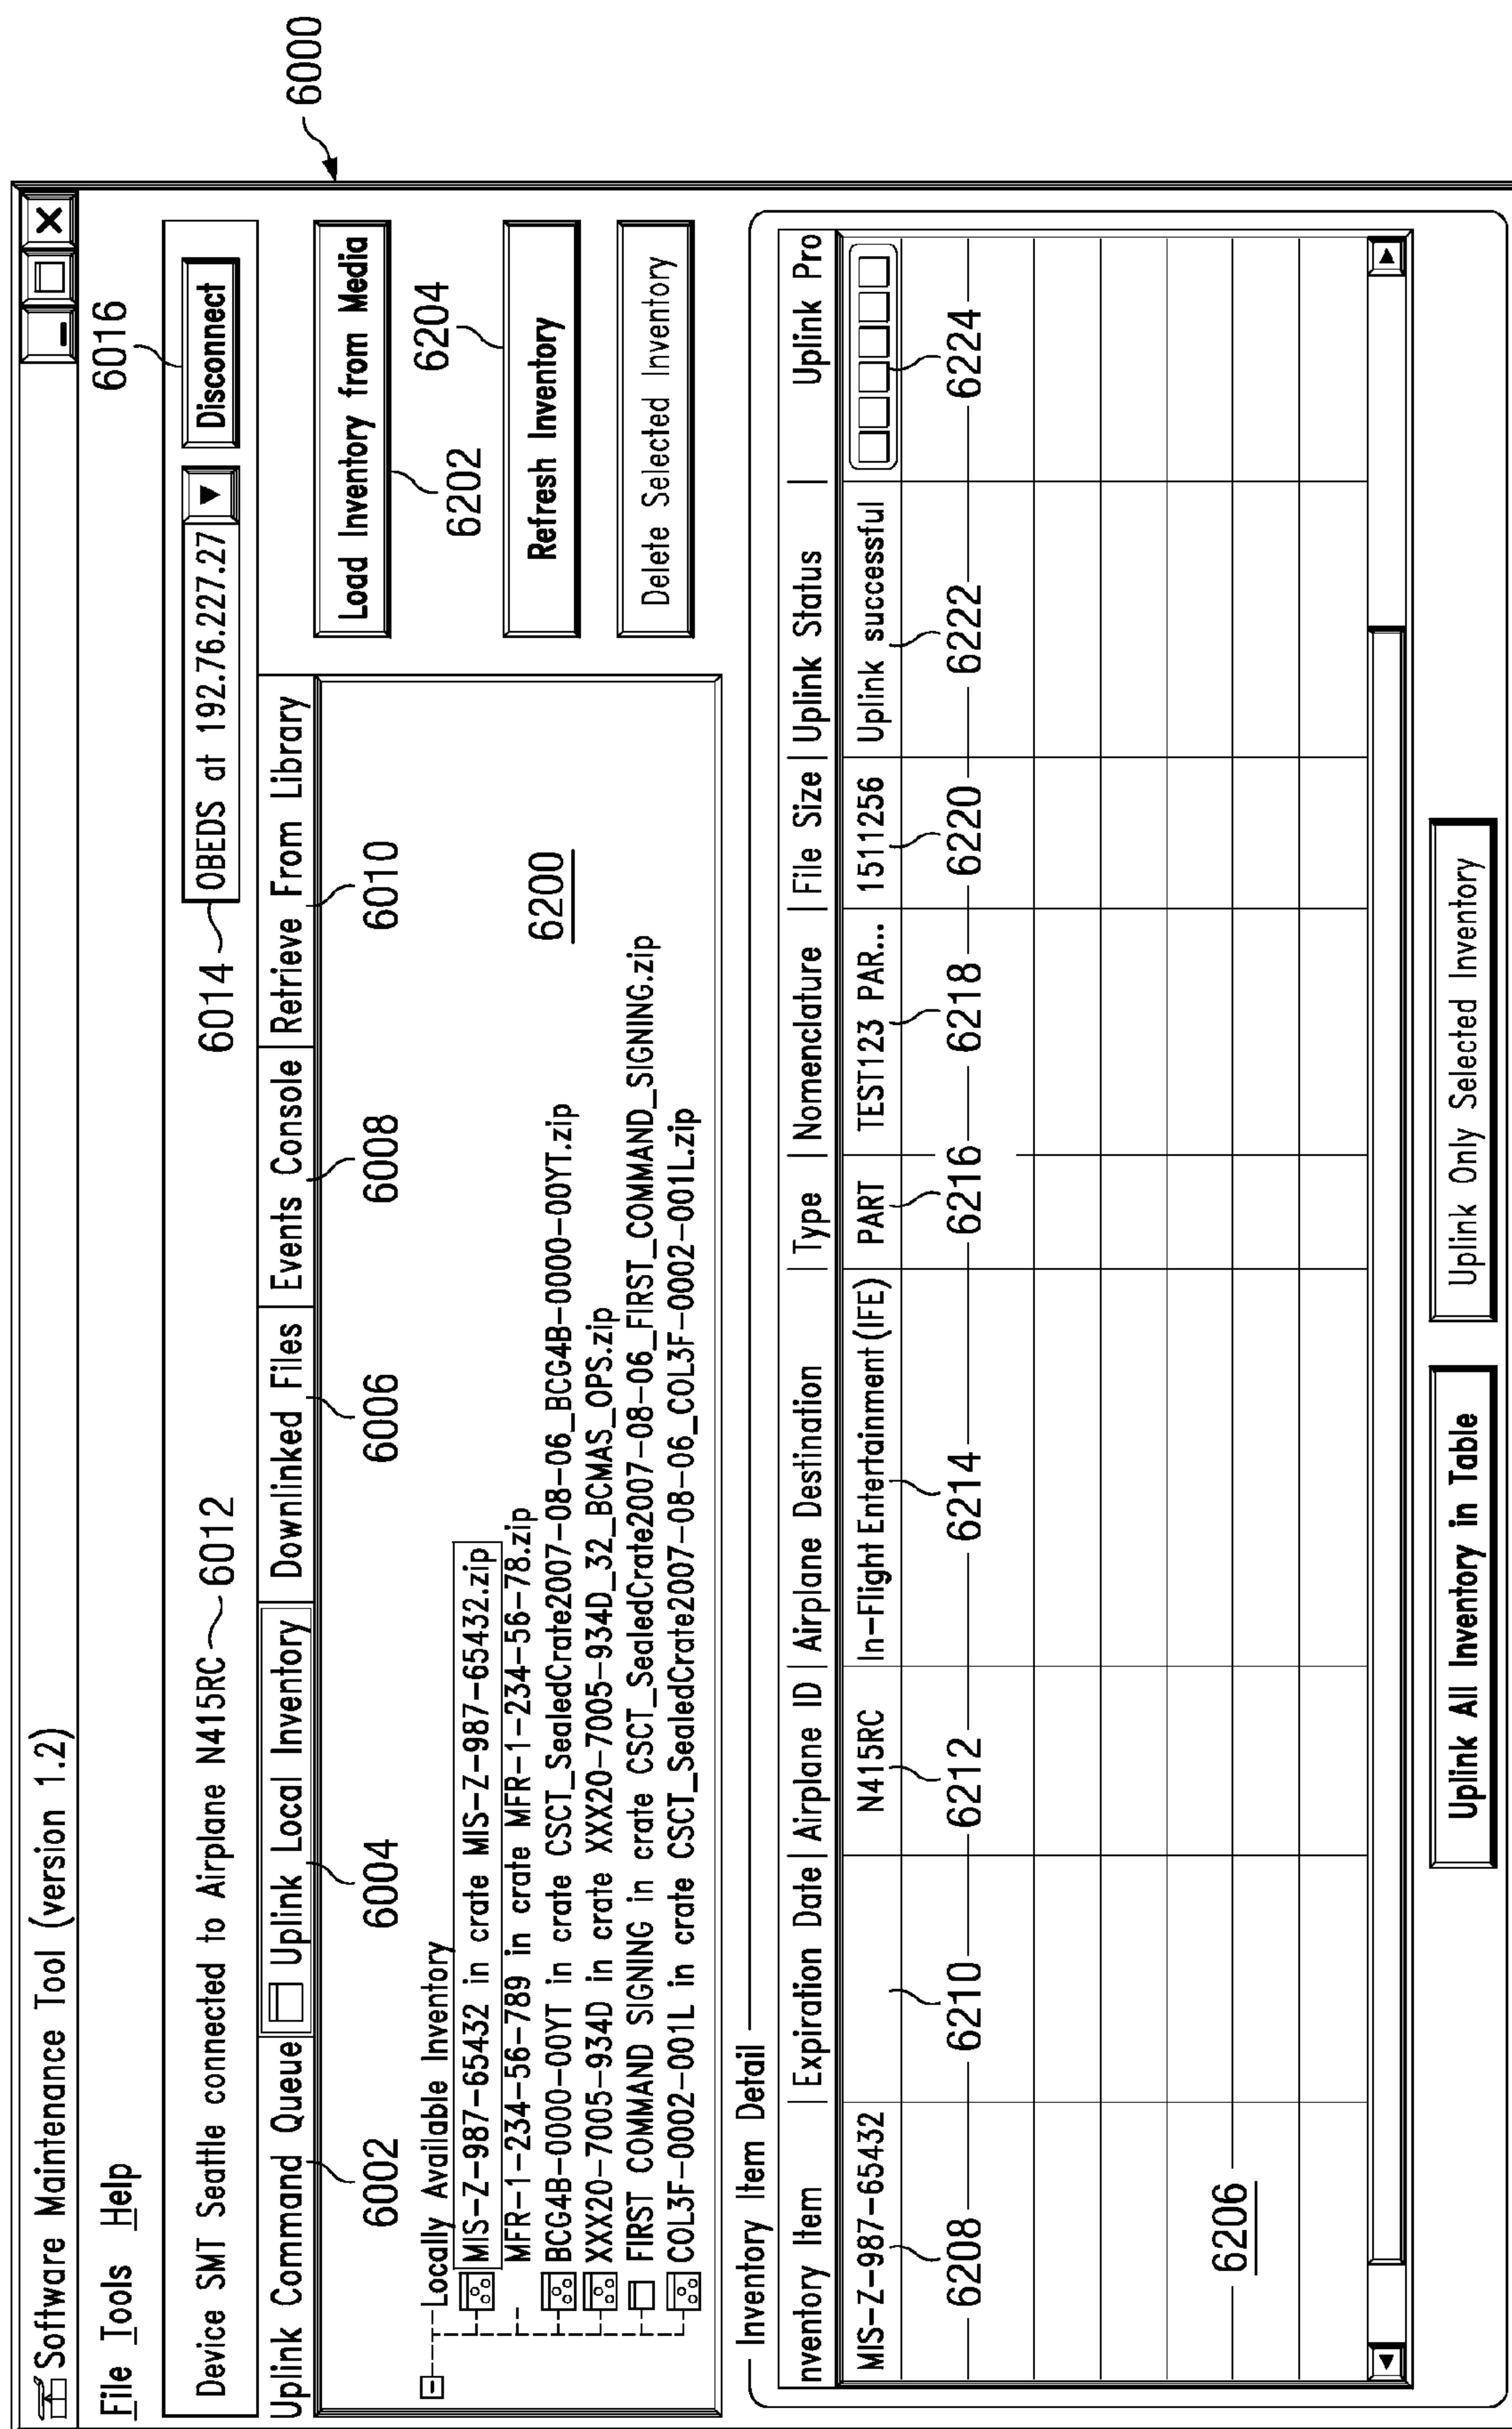 6000
Software Maintenance Tool (version 1.2)
File Tools Help
6016
Device SMT Seattle connected to Airplane N415RC 6012
6014 OBEDS at 192.76.227.27 Disconnect
Uplink Command Queue Uplink Local Inventory Downlinked Files Events Console Retrieve From Library
6002 6004 6006 6008 6010
Load Inventory from Media
6202 6204
Refresh Inventory
Delete Selected Inventory
Locally Available Inventory
MIS-Z-987-65432 in crate MIS-Z-987-65432.zip
MFR-1-234-56-789 in crate MFR-1-234-56-78.zip
BCG4B-0000-00YT in crate CSCT_SealedCrate2007-08-06_BCG4B-0000-00YT.zip
XXX20-7005-934D in crate XXX20-7005-934D_32_BCMAS_OPS.zip
FIRST COMMAND SIGNING in crate CSCT_SealedCrate2007-08-06_FIRST_COMMAND_SIGNING.zip
COL3F-0002-001L in crate CSCT_SealedCrate2007-08-06_COL3F-0002-001L.zip
6200
Inventory Item Detail
nventory Item Expiration Date Airplane ID Airplane Destination Type Nomenclature File Size Uplink Status Uplink Pro
MIS-Z-987-65432 N415RC In-Flight Entertainment (IFE) PART TEST123 PAR... 1511256 Uplink successful
6208 6210 6212 6214 6216 6218 6220 6222 6224
6206
Uplink All Inventory in Table Uplink Only Selected Inventory